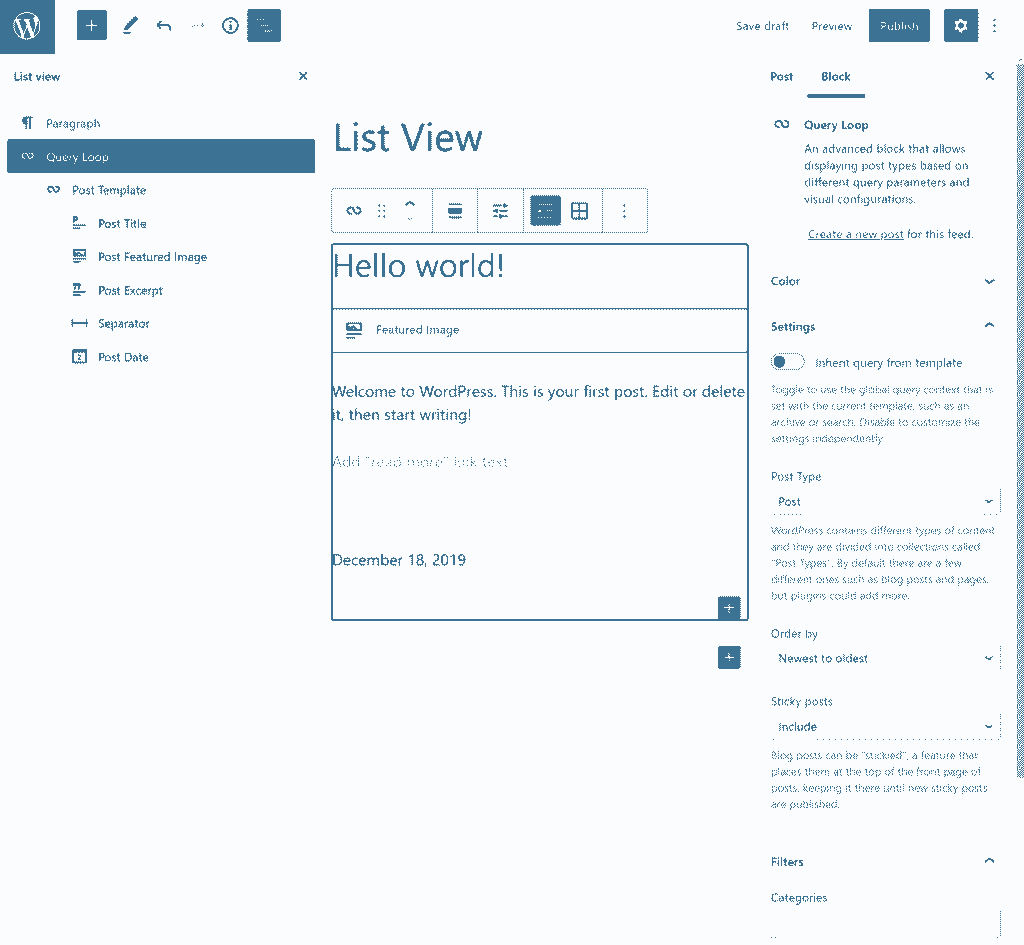 Save draft
Preview
Publish
List view
Paragraph
Query Loop
Post Template
Post Title
Post Featured Image
Post Excerpt
Separator
Post Date
List View
Hello world!
Featured Image
Welcome to WordPress. This is your first post. Edit or delete
it, then start writing!
Add "read more" link text
December 18, 2019
Post
Block
Query Loop
An advanced block that allows
displaying post types based on
different query parameters and
visual configurations.
Create a new post for this feed.
Color
Settings
Inherit query from template
Toggle to use the global query context that is
set with the current template, such as an
archive or search. Disable to customize the
settings independently.
Post Type
Post
WordPress contains different types of content
and they are divided into collections called
"Post Types". By default there are a few
different ones such as blog posts and pages,
but plugins could add more.
Order by
Newest to oldest
Sticky posts
Include
Blog posts can be "stickied", a feature that
places them at the top of the front page of
posts, keeping it there until new sticky posts
are published.
Filters
Categories